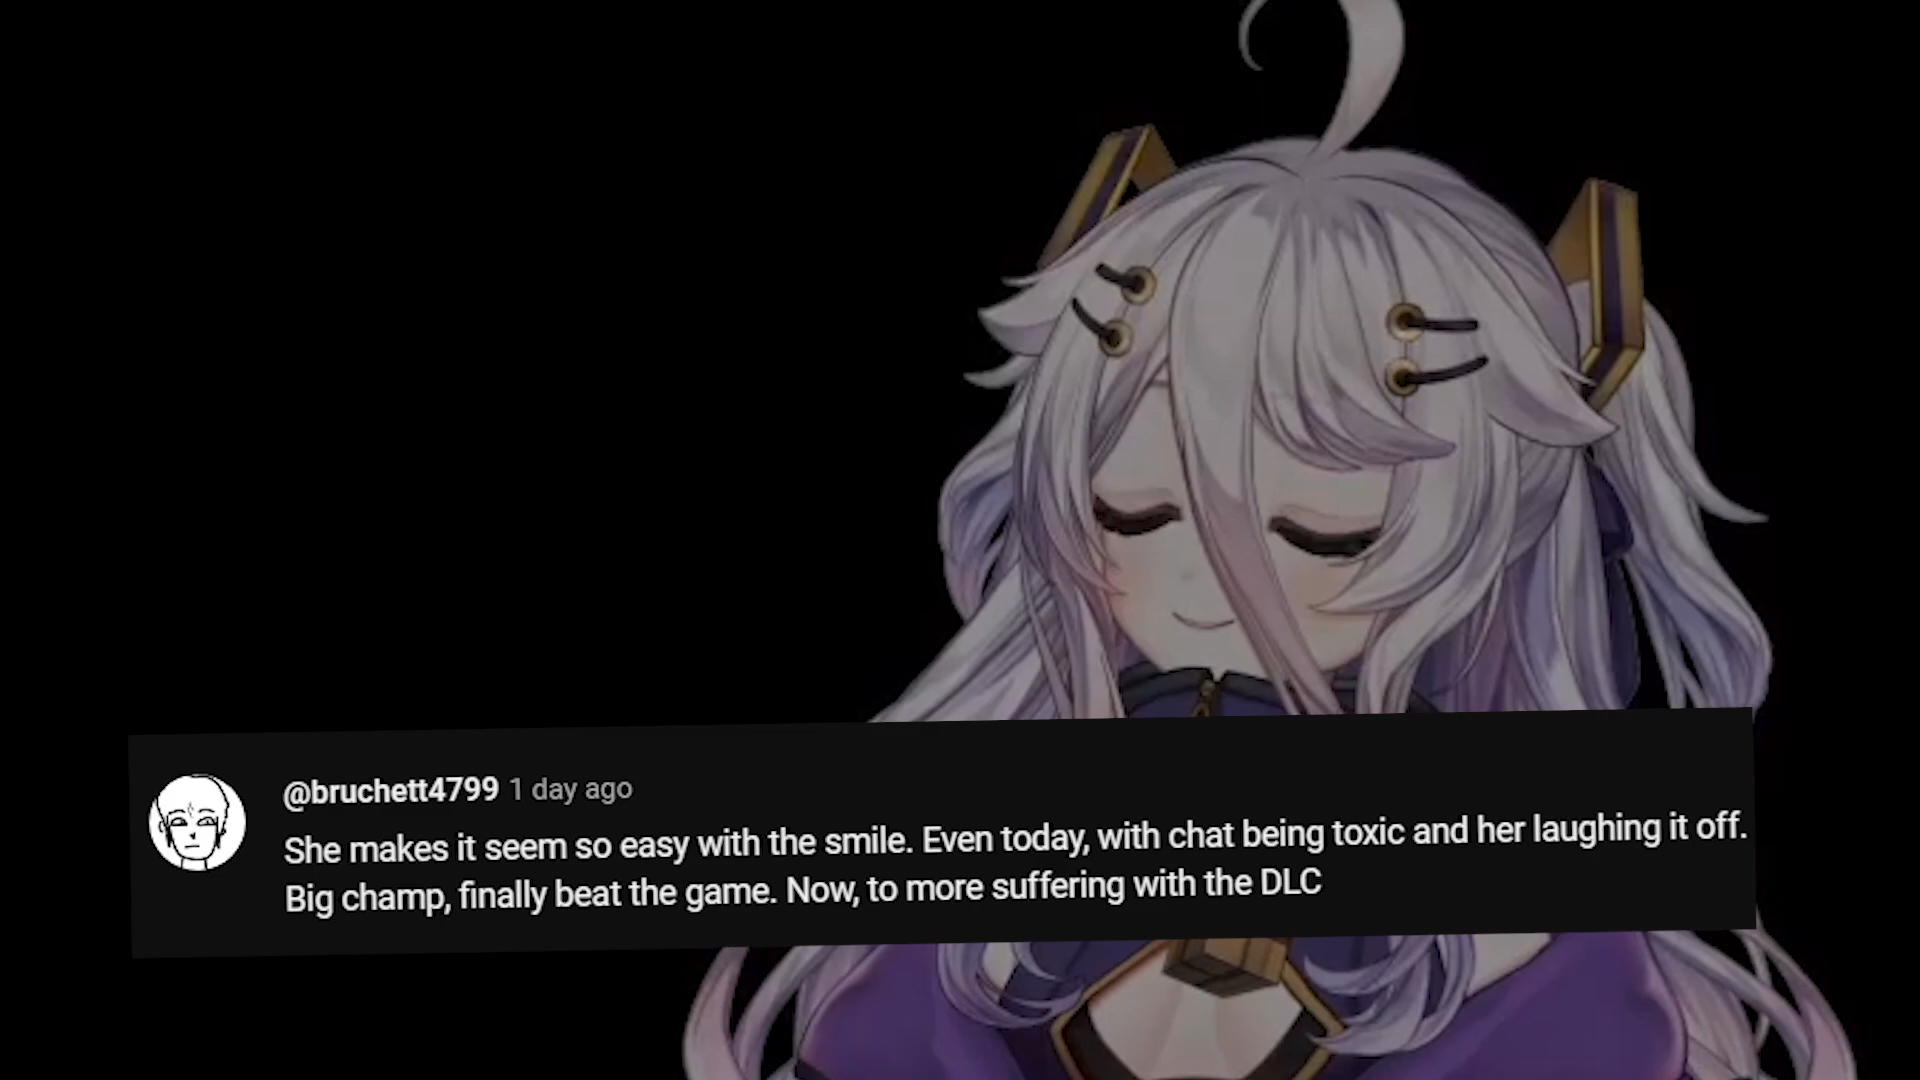 @bruchett4799 1 day ago
She makes it seem so easy with the smile. Even today, with chat being toxic and her laughing it off.
Big champ, finally beat the game. Now, to more suffering with the DLC